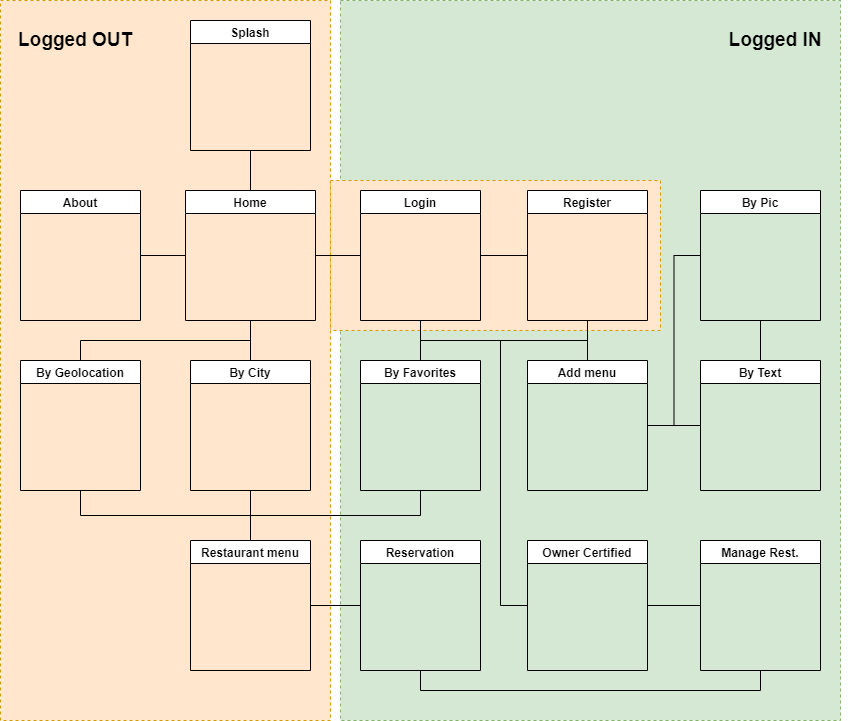 Logged OUT
Splash
Logged IN
About
Home
Login
Register
By Pic
By Geolocation
By City
By Favorites
Add menu
By Text
Restaurant menu
Reservation
Owner Certified
Manage Rest.